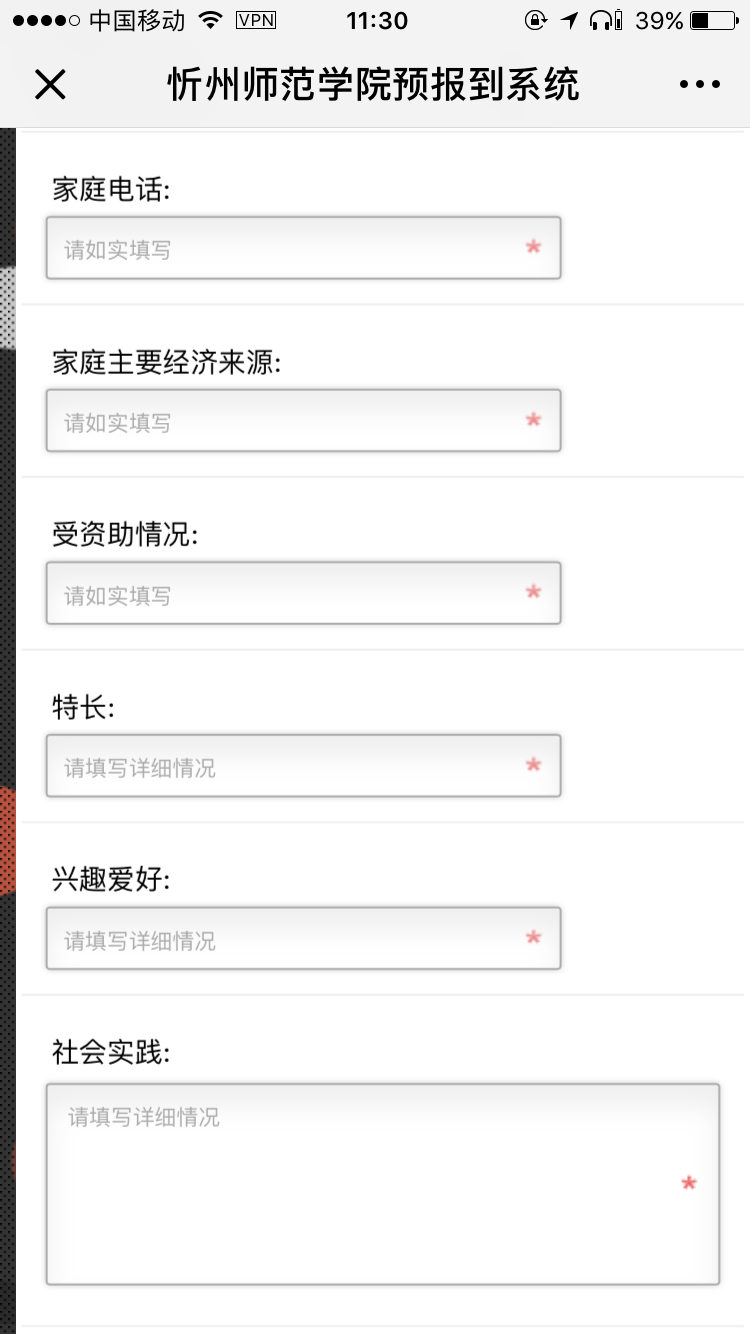 中国移动 VPN 11:30 39%
忻州师范学院预报到系统
家庭电话:
请如实填写 *
家庭主要经济来源:
请如实填写 *
受资助情况:
请如实填写 *
特长:
请填写详细情况 *
兴趣爱好:
请填写详细情况 *
社会实践:
请填写详细情况
*